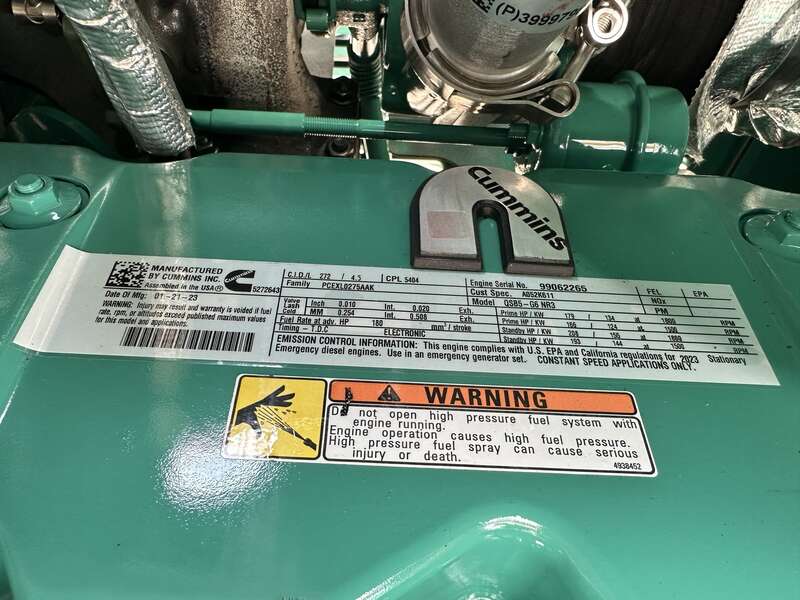 (P)3999
Cummins
MANUFACTURED
BY CUMMINS INC.
Assembled in the USA®
5272643
Date of Mfg: 01-21-23
WARNING: Injury may result and warranty is voided if fuel
rate, rpm, or altitude exceed published maximum values
for this model and application.
C.I.D./L 272 / 4.5 CPL 5404
Family PCEXL0275AAK
Valve Lash Cold Inch 0.010 Int. 0.020 Exh.
MM 0.254 Int. 0.508 Exh.
Fuel Rate at adv. HP 180 mm³/ stroke
Timing - T.D.C ELECTRONIC
Engine Serial No. 99062265
Cust Spec. A052K611
Model QSB5-G6 NR3
FEL EPA
NOx
PM
Prime HP / KW 179 / 134 at 1800 RPM
Prime HP / KW 166 / 124 at 1500 RPM
Standby HP / KW 208 / 156 at 1800 RPM
Standby HP / KW 193 / 144 at 1500 RPM
EMISSION CONTROL INFORMATION: This engine complies with U.S. EPA and California regulations for 2023 Stationary
Emergency diesel engines. Use in an emergency generator set. CONSTANT SPEED APPLICATIONS ONLY.
WARNING
Do not open high pressure fuel system with
engine running.
Engine operation causes high fuel pressure.
High pressure fuel spray can cause serious
injury or death.
4938452